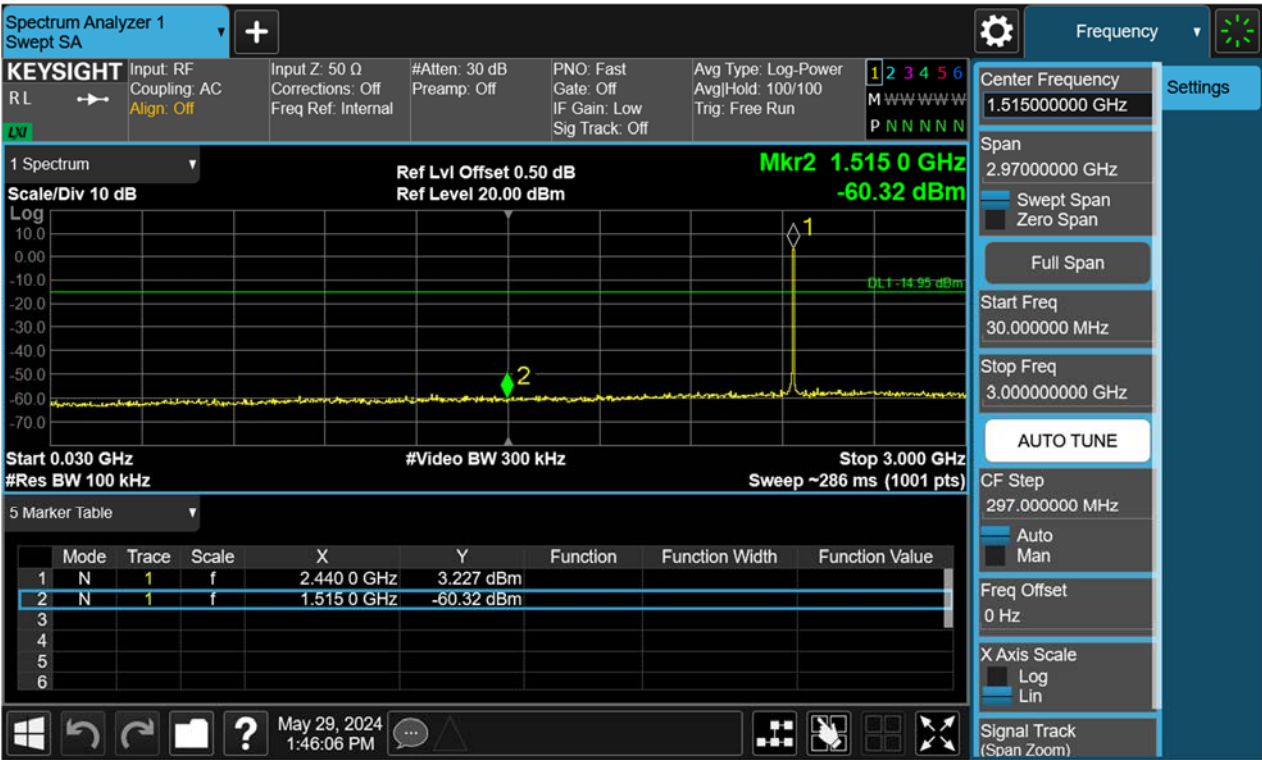 Spectrum Analyzer 1
Swept SA
+
Frequency
KEYSIGHT
R L
LXI
Input: RF
Coupling: AC
Align: Off
Input Z: 50 Ω
Corrections: Off
Freq Ref: Internal
#Atten: 30 dB
Preamp: Off
PNO: Fast
Gate: Off
IF Gain: Low
Sig Track: Off
Avg Type: Log-Power
Avg|Hold: 100/100
Trig: Free Run
1 2 3 4 5 6
M W W W W W
P N N N N N
1 Spectrum
Scale/Div 10 dB
Ref Lvl Offset 0.50 dB
Ref Level 20.00 dBm
Mkr2 1.515 0 GHz
-60.32 dBm
Log
10.0
0.00
-10.0
-20.0
-30.0
-40.0
-50.0
-60.0
-70.0
1
DL1 -14.95 dBm
2
Start 0.030 GHz
#Res BW 100 kHz
#Video BW 300 kHz
Stop 3.000 GHz
Sweep ~286 ms (1001 pts)
5 Marker Table
Mode Trace Scale X Y Function Function Width Function Value
1 N 1 f 2.440 0 GHz 3.227 dBm
2 N 1 f 1.515 0 GHz -60.32 dBm
3
4
5
6
?
May 29, 2024
1:46:06 PM
Center Frequency
1.515000000 GHz
Span
2.97000000 GHz
Swept Span
Zero Span
Full Span
Start Freq
30.000000 MHz
Stop Freq
3.000000000 GHz
AUTO TUNE
CF Step
297.000000 MHz
Auto
Man
Freq Offset
0 Hz
X Axis Scale
Log
Lin
Signal Track
(Span Zoom)
Settings